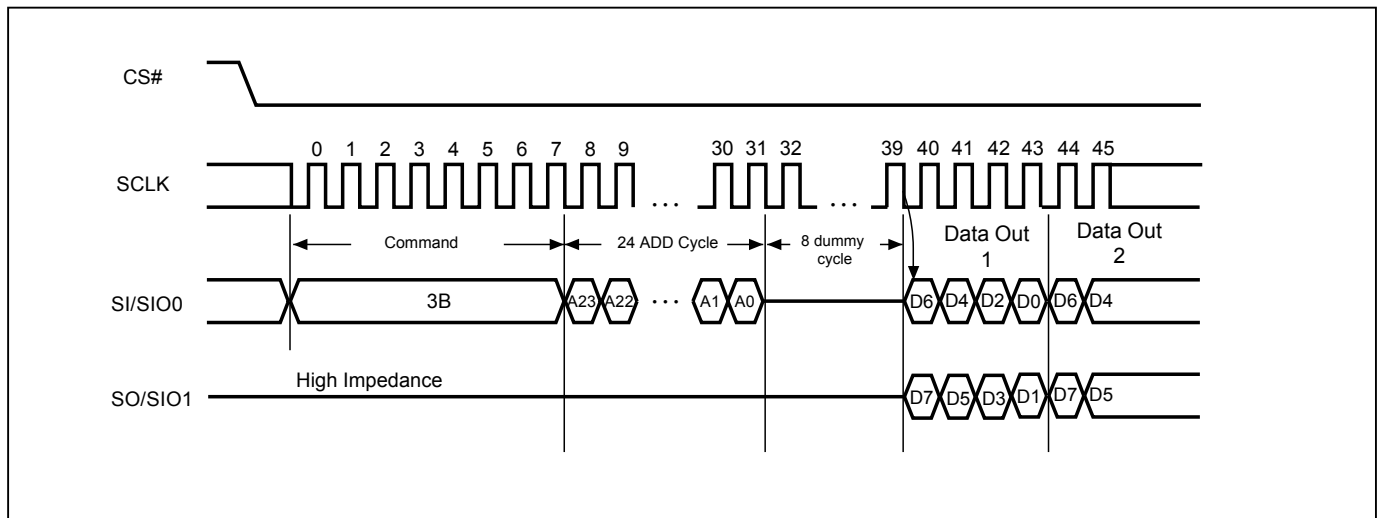 CS#
0 1 2 3 4 5 6 7 8 9 30 31 32 39 40 41 42 43 44 45
SCLK
... ...
Command 24 ADD Cycle 8 dummy cycle Data Out 1 Data Out 2
SI/SIO0 3B A23 A22 ... A1 A0 D6 D4 D2 D0 D6 D4
High Impedance
SO/SIO1 D7 D5 D3 D1 D7 D5